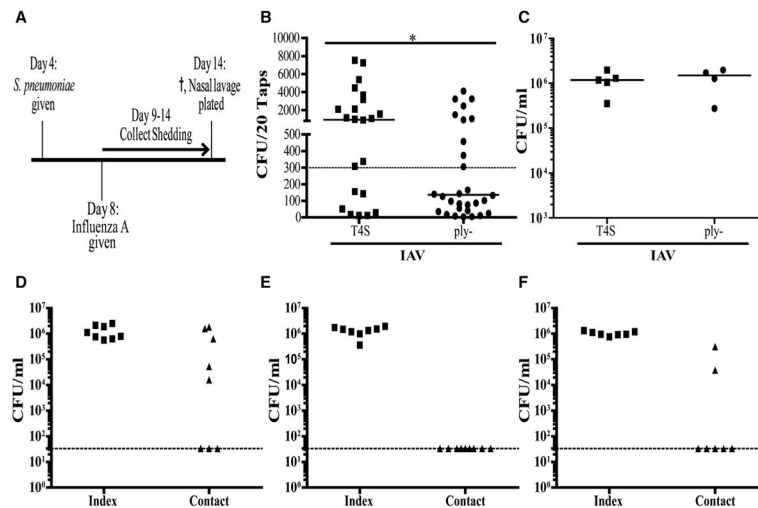 A
Day 4:
S. pneumoniae
given
Day 14:
†, Nasal lavage
plated
Day 9-14
Collect Shedding
Day 8:
Influenza A
given
B
*
CFU/20 Taps
10000
8000
6000
4000
2000
500
400
300
200
100
0
T4S
ply-
IAV
C
CFU/ml
10⁷
10⁶
10⁵
10⁴
10³
T4S
ply-
IAV
D
CFU/ml
10⁷
10⁶
10⁵
10⁴
10³
10²
10¹
10⁰
Index
Contact
E
CFU/ml
10⁷
10⁶
10⁵
10⁴
10³
10²
10¹
10⁰
Index
Contact
F
CFU/ml
10⁷
10⁶
10⁵
10⁴
10³
10²
10¹
10⁰
Index
Contact